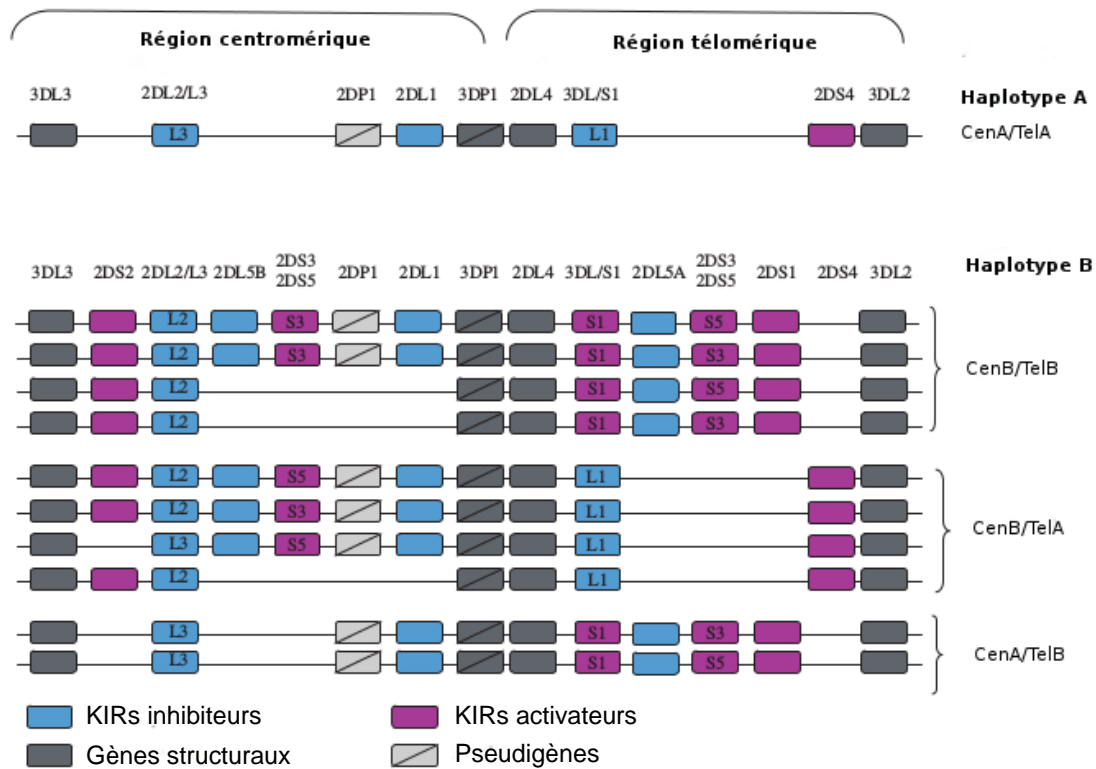 Région centromérique Région télomérique
3DL3 2DL2/L3 2DP1 2DL1 3DP1 2DL4 3DL/S1 2DS4 3DL2 Haplotype A
L3 L1 CenA/TelA
2DS3 2DS3
3DL3 2DS2 2DL2/L3 2DL5B 2DS5 2DP1 2DL1 3DP1 2DL4 3DL/S1 2DL5A 2DS5 2DS1 2DS4 3DL2 Haplotype B
L2 S3 S1 S5
L2 S3 S1 S3
CenB/TelB
L2 S1 S5
L2 S1 S3
L2 S5 L1
L2 S3 L1
CenB/TelA
L3 S5 L1
L2 L1
L3 S1 S3
CenA/TelB
L3 S1 S5
KIRs inhibiteurs KIRs activateurs
Gènes structuraux Pseudigènes